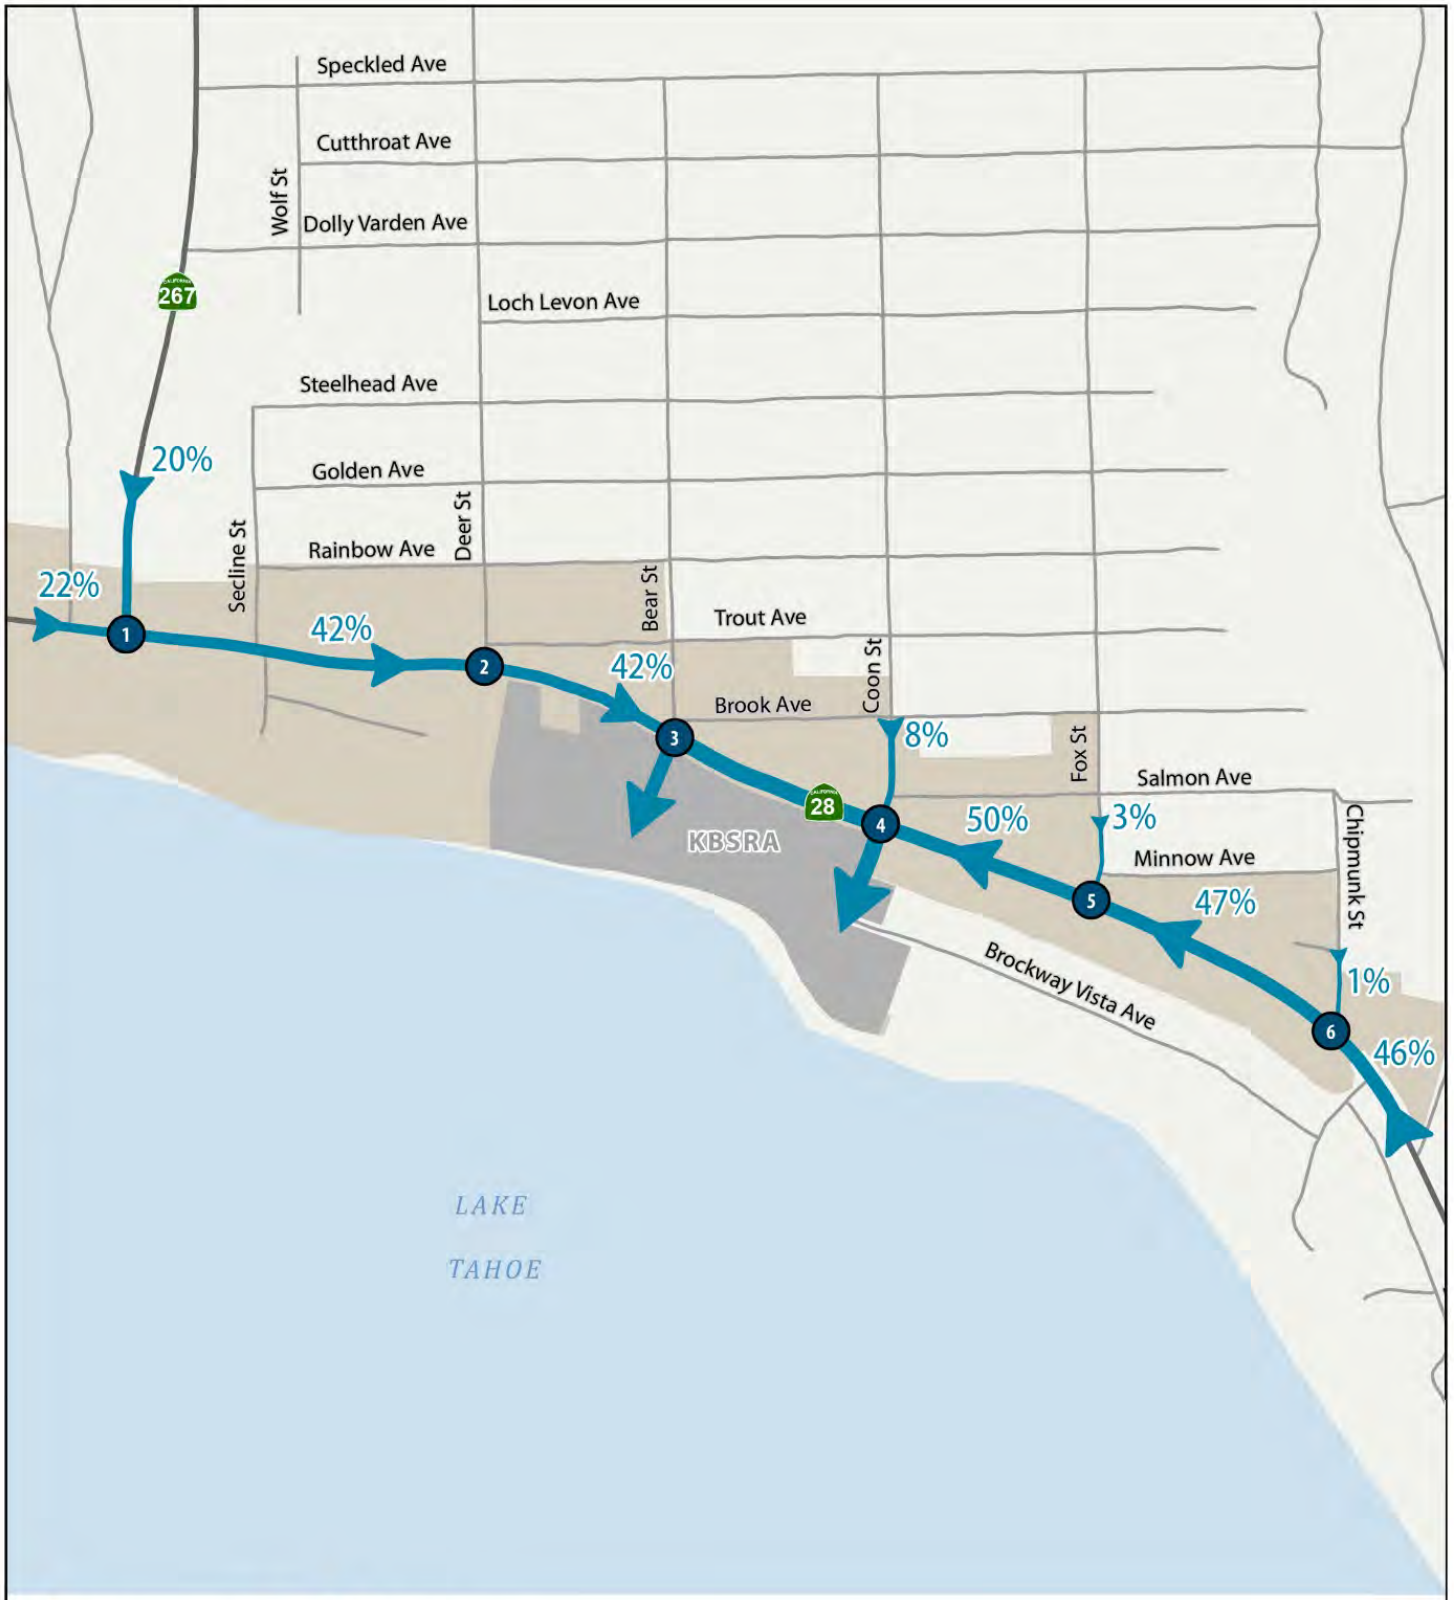 Speckled Ave
Cutthroat Ave
Wolf St
Dolly Varden Ave
CALIFORNIA
267
Loch Levon Ave
Steelhead Ave
20%
Golden Ave
Deer St
Secline St
Rainbow Ave
22%
Bear St
1
42%
Trout Ave
2
42%
Coon St
Brook Ave
3
8%
Fox St
Salmon Ave
CALIFORNIA
28
4
50%
3%
Chipmunk St
KBSRA
Minnow Ave
5
47%
Brockway Vista Ave
1%
6
46%
LAKE
TAHOE